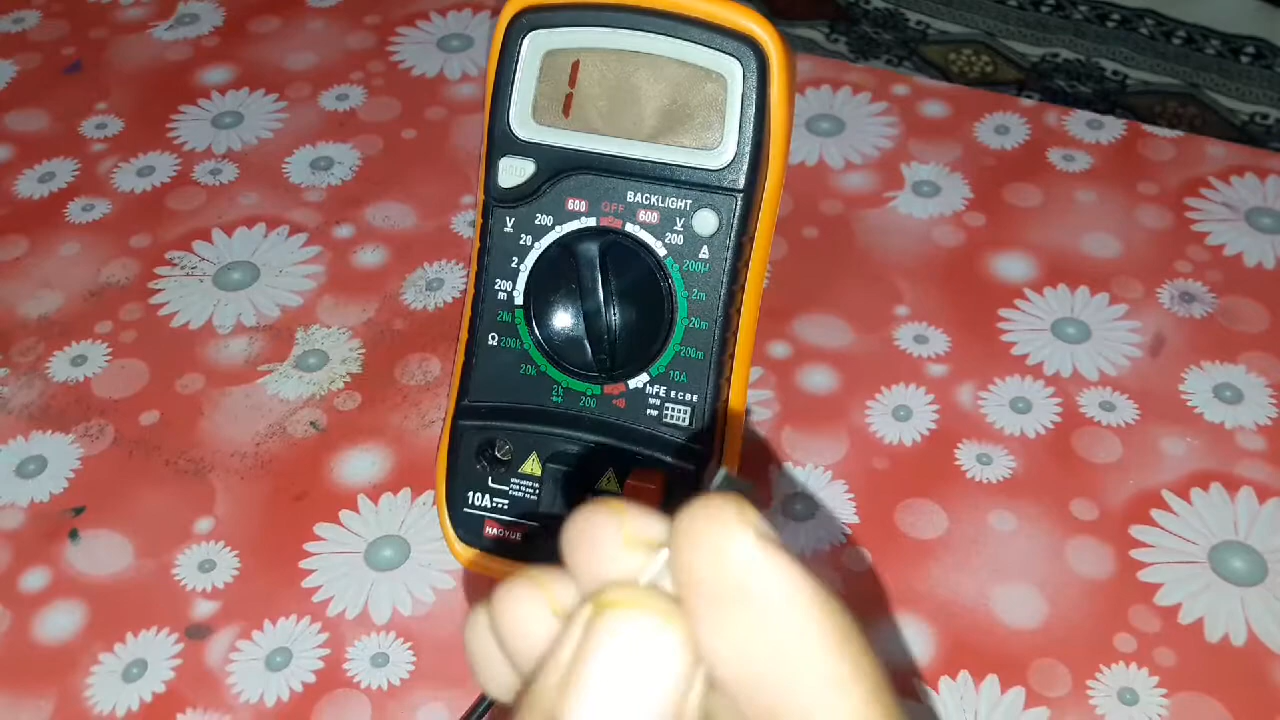 1
HOLD
BACKLIGHT
OFF
600
600
V
200
V
200
A
20
200µ
2
2m
200
m
20m
2M
Ω 200k
200m
20k
10A
2k
200
hFE E C B E
NPN
PNP
10A
UNFUSED
HAOYUE